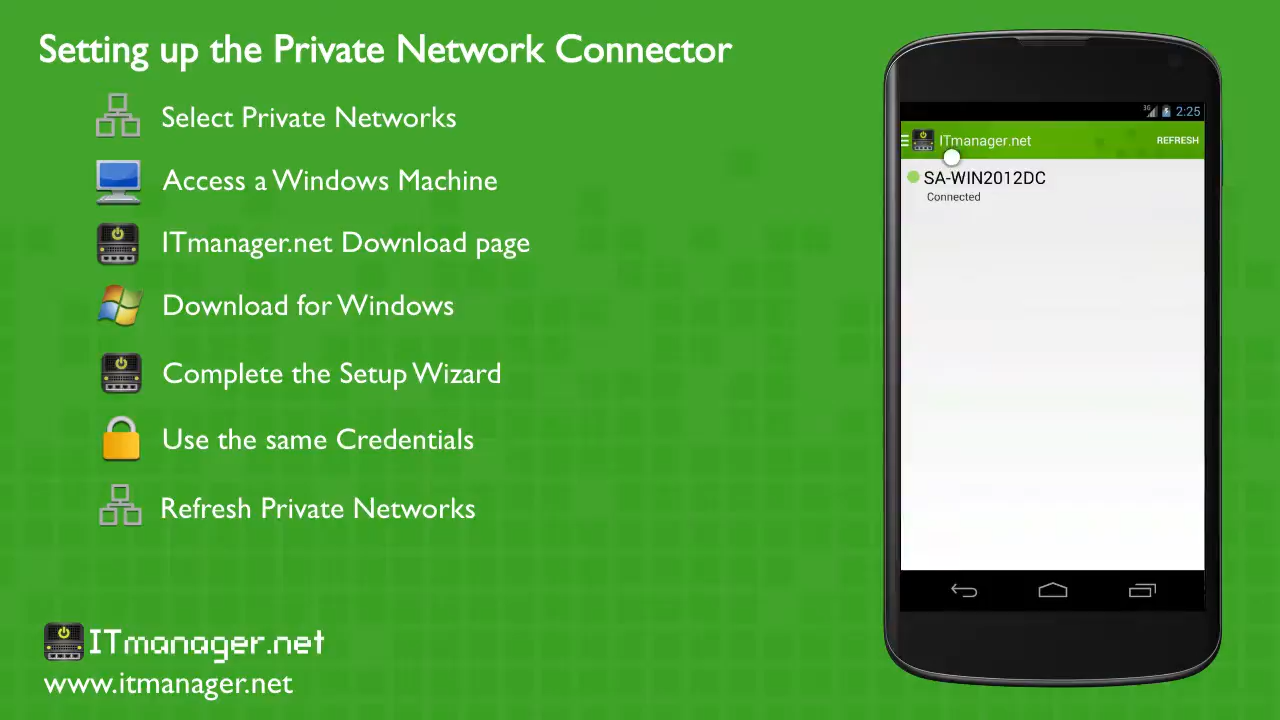 Setting up the Private Network Connector
Select Private Networks
Access a Windows Machine
ITmanager.net Download page
Download for Windows
Complete the Setup Wizard
Use the same Credentials
Refresh Private Networks
ITmanager.net
www.itmanager.net
3G 2:25
ITmanager.net REFRESH
SA-WIN2012DC
Connected